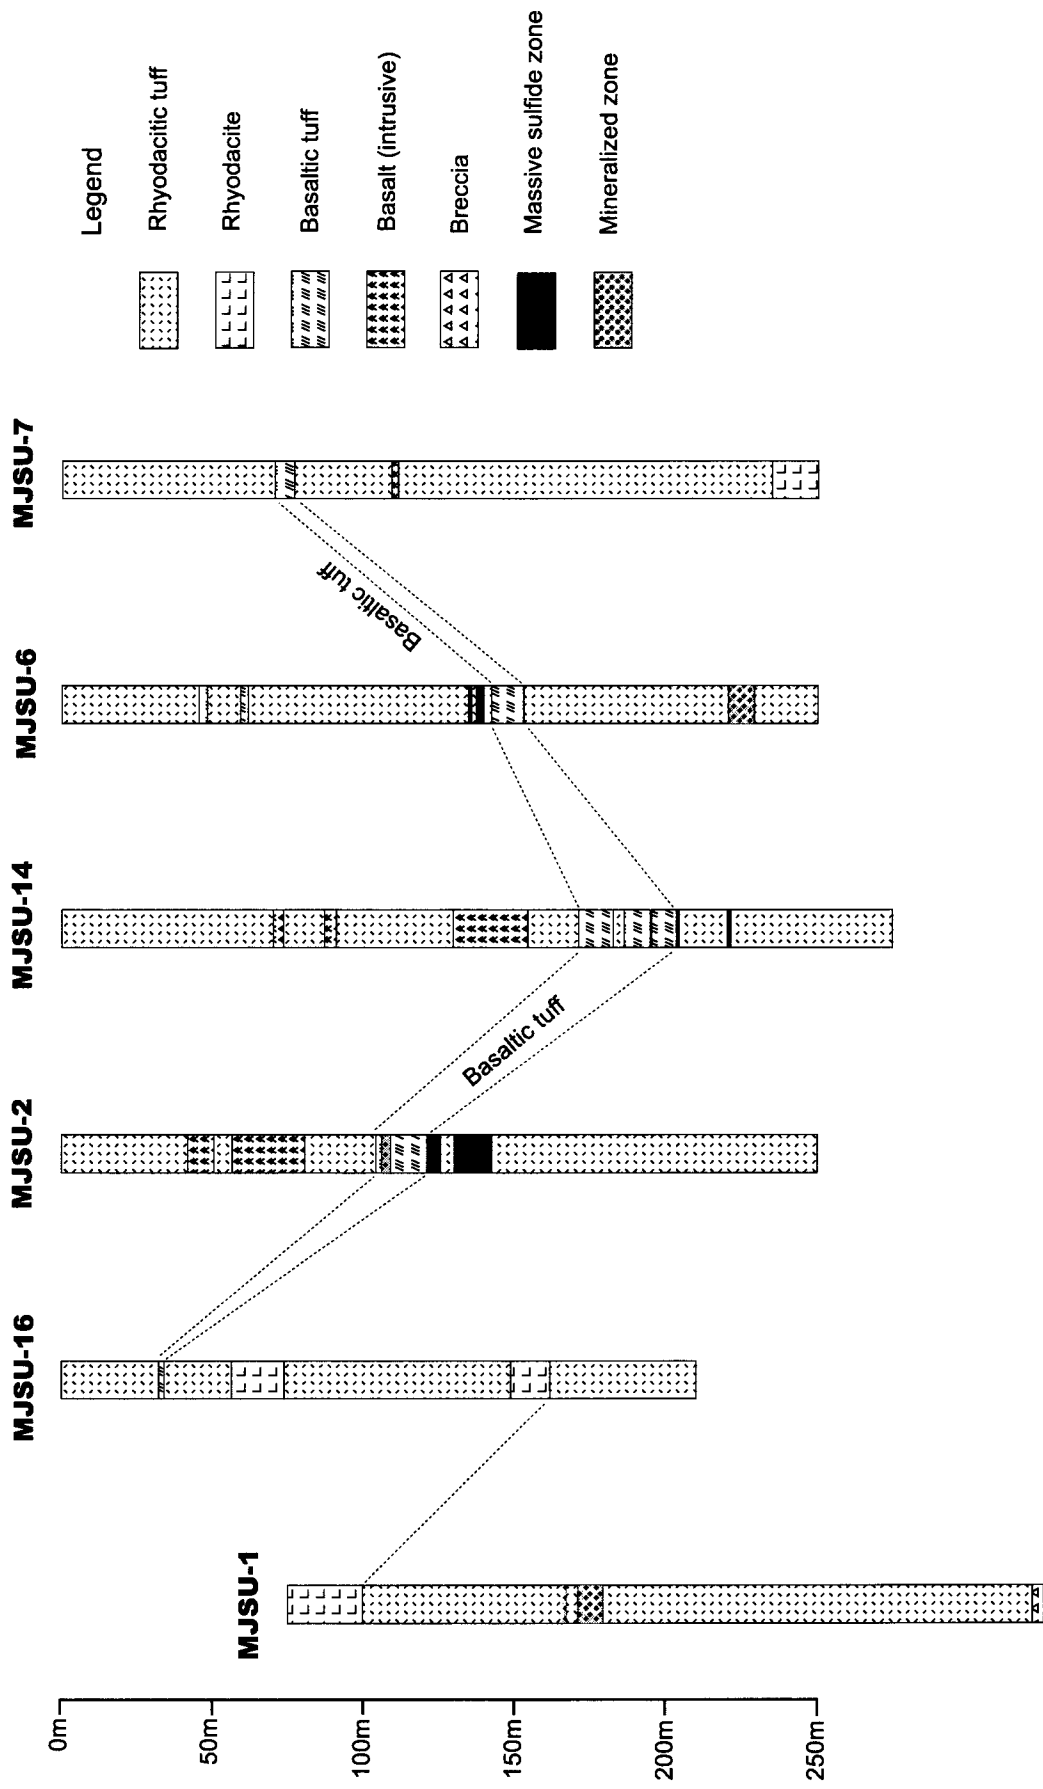 MJSU-1
MJSU-16
MJSU-2
MJSU-14
MJSU-6
MJSU-7
0m
50m
100m
150m
200m
250m
Basaltic tuff
Basaltic tuff
Legend
Rhyodacitic tuff
Rhyodacite
Basaltic tuff
Basalt (intrusive)
Breccia
Massive sulfide zone
Mineralized zone